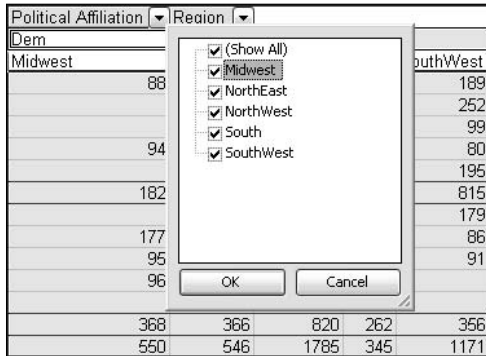 Political Affiliation Region
Dem
Midwest outhWest
(Show All)
Midwest
NorthEast
NorthWest
South
SouthWest
88 189
252
99
94 80
195
182 815
179
177 86
95 91
96
OK Cancel
368 366 820 262 356
550 546 1785 345 1171